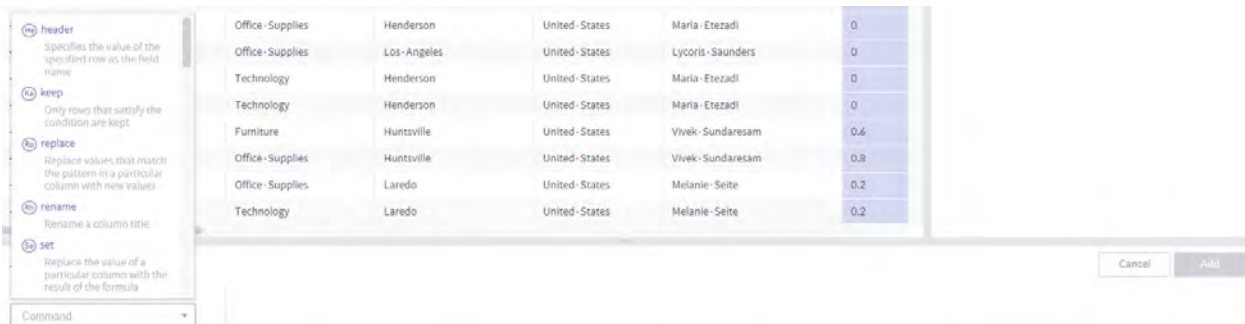 He header
Specifies the value of the
specified row as the field
name
Ke keep
Only rows that satisfy the
condition are kept
Rp replace
Replace values that match
the pattern in a particular
column with new values
Rn rename
Rename a column title
Se set
Replace the value of a
particular column with the
result of the formula
Command
Office·Supplies Henderson United·States Maria·Etezadi 0
Office·Supplies Los·Angeles United·States Lycoris·Saunders 0
Technology Henderson United·States Maria·Etezadi 0
Technology Henderson United·States Maria·Etezadi 0
Furniture Huntsville United·States Vivek·Sundaresam 0.6
Office·Supplies Huntsville United·States Vivek·Sundaresam 0.8
Office·Supplies Laredo United·States Melanie·Seite 0.2
Technology Laredo United·States Melanie·Seite 0.2
Cancel Add